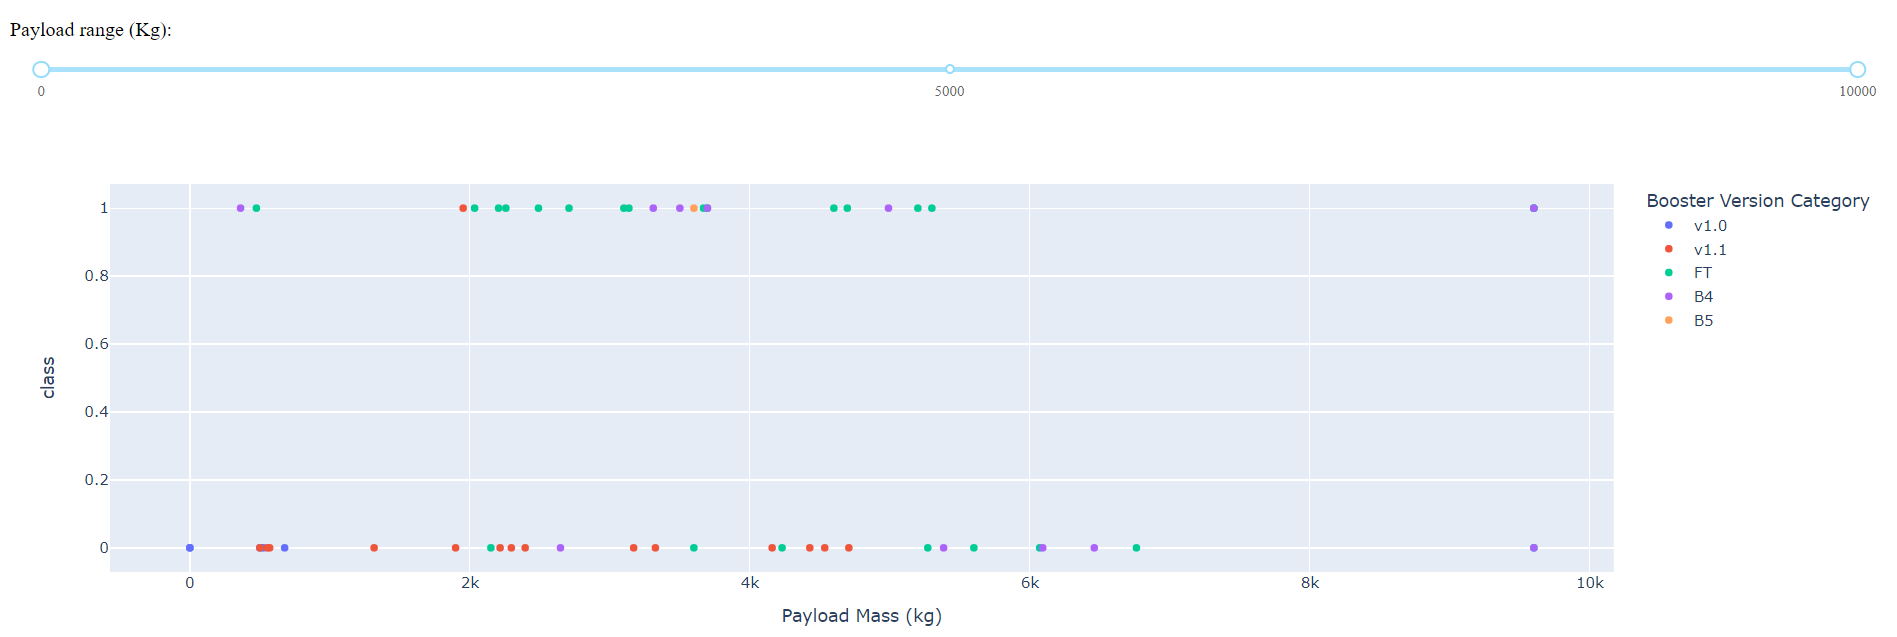 Payload range (Kg):
0 5000 10000
Booster Version Category
v1.0
v1.1
FT
B4
B5
class
1
0.8
0.6
0.4
0.2
0
0 2k 4k 6k 8k 10k
Payload Mass (kg)